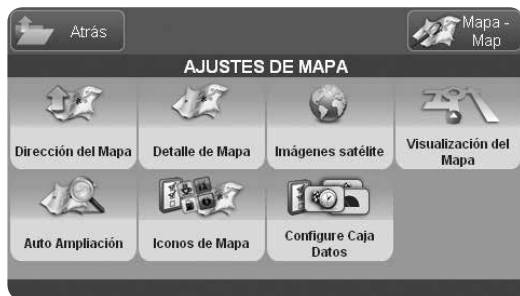 Atrás
Mapa -
Map
AJUSTES DE MAPA
Dirección del Mapa
Detalle de Mapa
Imágenes satélite
Visualización del
Mapa
Auto Ampliación
Iconos de Mapa
Configure Caja
Datos